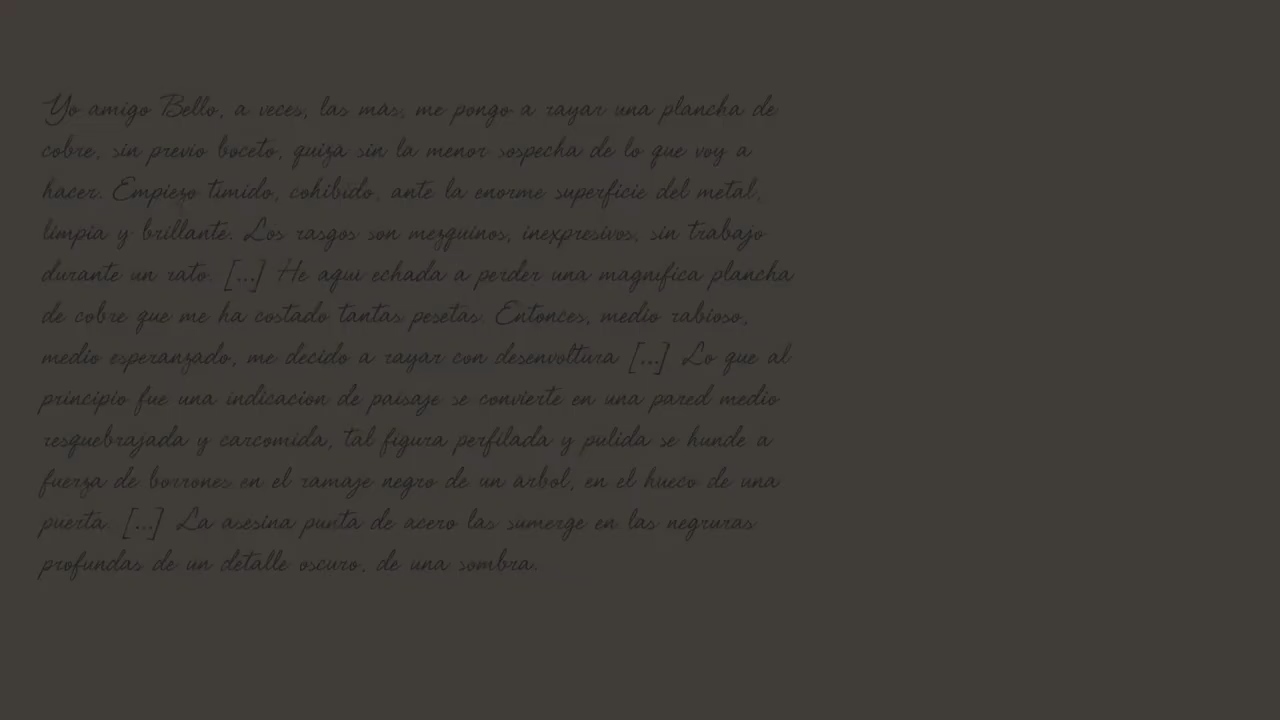 Yo amigo Bello, a veces, las más, me pongo a rayar una plancha de
cobre, sin previo boceto, quizá sin la menor sospecha de lo que voy a
hacer. Empiezo tímido, cohibido, ante la enorme superficie del metal,
limpia y brillante. Los rasgos son mezquinos, inexpresivos, sin trabajo
durante un rato. [...] He aquí echada a perder una magnífica plancha
de cobre que me ha costado tantas pesetas. Entonces, medio rabioso,
medio esperanzado, me decido a rayar con desenvoltura [...] Lo que al
principio fue una indicación de paisaje se convierte en una pared medio
resquebrajada y carcomida, tal figura perfilada y pulida se hunde a
fuerza de borrones en el ramaje negro de un árbol, en el hueco de una
puerta. [...] La asesina punta de acero las sumerge en las negruras
profundas de un detalle oscuro, de una sombra.